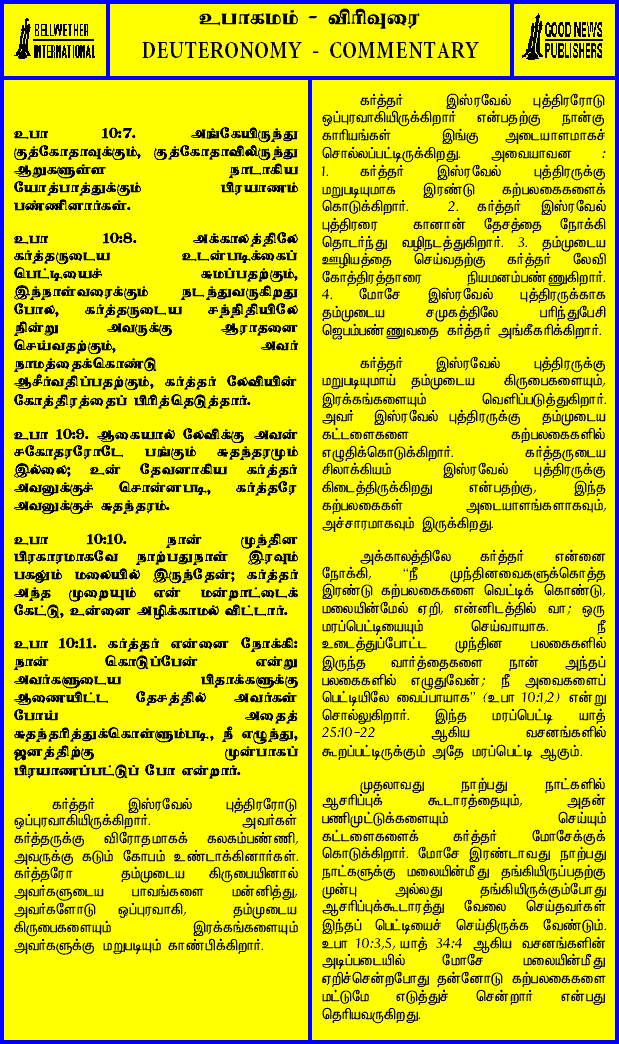 BELLWETHER
INTERNATIONAL
உபாகமம் - விரிவுரை
DEUTERONOMY - COMMENTARY
GOOD NEWS
PUBLISHERS
உபா 10:7. அங்கேயிருந்து
குத்கோதாவுக்கும், குத்கோதாவிலிருந்து
ஆறுகளுள்ள நாடாகிய
யோத்பாத்துக்கும் பிரயாணம்
பண்ணினார்கள்.
உபா 10:8. அக்காலத்திலே
கர்த்தருடைய உடன்படிக்கைப்
பெட்டியைச் சுமப்பதற்கும்,
இந்நாள்வரைக்கும் நடந்துவருகிறது
போல, கர்த்தருடைய சந்நிதியிலே
நின்று அவருக்கு ஆராதனை
செய்வதற்கும், அவர்
நாமத்தைக்கொண்டு
ஆசீர்வதிப்பதற்கும், கர்த்தர் லேவியின்
கோத்திரத்தைப் பிரித்தெடுத்தார்.
உபா 10:9. ஆகையால் லேவிக்கு அவன்
சகோதரரோடே பங்கும் சுதந்தரமும்
இல்லை; உன் தேவனாகிய கர்த்தர்
அவனுக்குச் சொன்னபடி, கர்த்தரே
அவனுக்குச் சுதந்தரம்.
உபா 10:10. நான் முந்தின
பிரகாரமாகவே நாற்பதுநாள் இரவும்
பகலும் மலையில் இருந்தேன்; கர்த்தர்
அந்த முறையும் என் மன்றாட்டைக்
கேட்டு, உன்னை அழிக்காமல் விட்டார்.
உபா 10:11. கர்த்தர் என்னை நோக்கி:
நான் கொடுப்பேன் என்று
அவர்களுடைய பிதாக்களுக்கு
ஆணையிட்ட தேசத்தில் அவர்கள்
போய் அதைத்
சுதந்தரித்துக்கொள்ளும்படி, நீ எழுந்து,
ஜனத்திற்கு முன்பாகப்
பிரயாணப்பட்டுப் போ என்றார்.
கர்த்தர் இஸ்ரவேல் புத்திரரோடு
ஒப்புரவாகியிருக்கிறார். அவர்கள்
கர்த்தருக்கு விரோதமாகக் கலகம்பண்ணி,
அவருக்கு கடும் கோபம் உண்டாக்கினார்கள்.
கர்த்தரோ தம்முடைய கிருபையினால்
அவர்களுடைய பாவங்களை மன்னித்து,
அவர்களோடு ஒப்புரவாகி, தம்முடைய
கிருபைகளையும் இரக்கங்களையும்
அவர்களுக்கு மறுபடியும் காண்பிக்கிறார்.
கர்த்தர் இஸ்ரவேல் புத்திரரோடு
ஒப்புரவாகியிருக்கிறார் என்பதற்கு நான்கு
காரியங்கள் இங்கு அடையாளமாகச்
சொல்லப்பட்டிருக்கிறது. அவையாவன :
1. கர்த்தர் இஸ்ரவேல் புத்திரருக்கு
மறுபடியுமாக இரண்டு கற்பலகைகளைக்
கொடுக்கிறார். 2. கர்த்தர் இஸ்ரவேல்
புத்திரரை கானான் தேசத்தை நோக்கி
தொடர்ந்து வழிநடத்துகிறார். 3. தம்முடைய
ஊழியத்தை செய்வதற்கு கர்த்தர் லேவி
கோத்திரத்தாரை நியமனம்பண்ணுகிறார்.
4. மோசே இஸ்ரவேல் புத்திரருக்காக
தம்முடைய சமுகத்திலே பரிந்துபேசி
ஜெபம்பண்ணுவதை கர்த்தர் அங்கீகரிக்கிறார்.
கர்த்தர் இஸ்ரவேல் புத்திரருக்கு
மறுபடியுமாய் தம்முடைய கிருபைகளையும்,
இரக்கங்களையும் வெளிப்படுத்துகிறார்.
அவர் இஸ்ரவேல் புத்திரருக்கு தம்முடைய
கட்டளைகளை கற்பலகைகளில்
எழுதிக்கொடுக்கிறார். கர்த்தருடைய
சிலாக்கியம் இஸ்ரவேல் புத்திரருக்கு
கிடைத்திருக்கிறது என்பதற்கு, இந்த
கற்பலகைகள் அடையாளங்களாகவும்,
அச்சாரமாகவும் இருக்கிறது.
அக்காலத்திலே கர்த்தர் என்னை
நோக்கி, "நீ முந்தினவைகளுக்கொத்த
இரண்டு கற்பலகைகளை வெட்டிக் கொண்டு,
மலையின்மேல் ஏறி, என்னிடத்தில் வா; ஒரு
மரப்பெட்டியையும் செய்வாயாக. நீ
உடைத்துப்போட்ட முந்தின பலகைகளில்
இருந்த வார்த்தைகளை நான் அந்தப்
பலகைகளில் எழுதுவேன்; நீ அவைகளைப்
பெட்டியிலே வைப்பாயாக" (உபா 10:1,2) என்று
சொல்லுகிறார். இந்த மரப்பெட்டி யாத்
25:10-22 ஆகிய வசனங்களில்
கூறப்பட்டிருக்கும் அதே மரப்பெட்டி ஆகும்.
முதலாவது நாற்பது நாட்களில்
ஆசரிப்புக் கூடாரத்தையும், அதன்
பணிமுட்டுக்களையும் செய்யும்
கட்டளைகளைக் கர்த்தர் மோசேக்குக்
கொடுக்கிறார். மோசே இரண்டாவது நாற்பது
நாட்களுக்கு மலையின்மீது தங்கியிருப்பதற்கு
முன்பு அல்லது தங்கியிருக்கும்போது
ஆசரிப்புக்கூடாரத்து வேலை செய்தவர்கள்
இந்தப் பெட்டியைச் செய்திருக்க வேண்டும்.
உபா 10:3,5, யாத் 34:4 ஆகிய வசனங்களின்
அடிப்படையில் மோசே மலையின்மீது
ஏறிச்சென்றபோது தன்னோடு கற்பலகைகளை
மட்டுமே எடுத்துச் சென்றார் என்பது
தெரியவருகிறது.